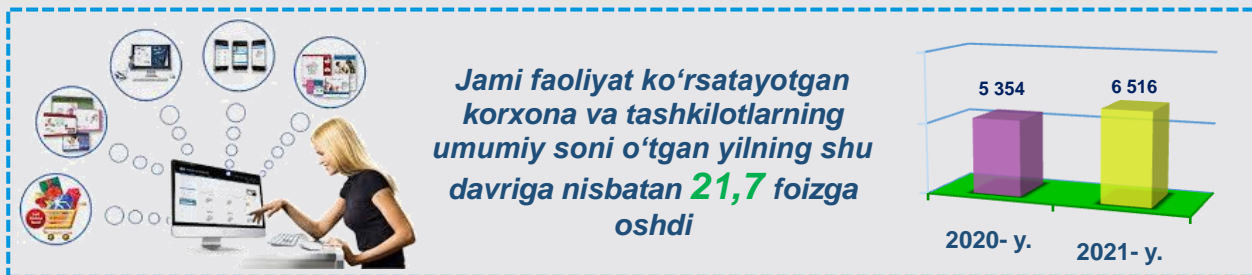 Jami faoliyat ko‘rsatayotgan
korxona va tashkilotlarning
umumiy soni o‘tgan yilning shu
davriga nisbatan 21,7 foizga
oshdi
5 354
6 516
2020- y.
2021- y.